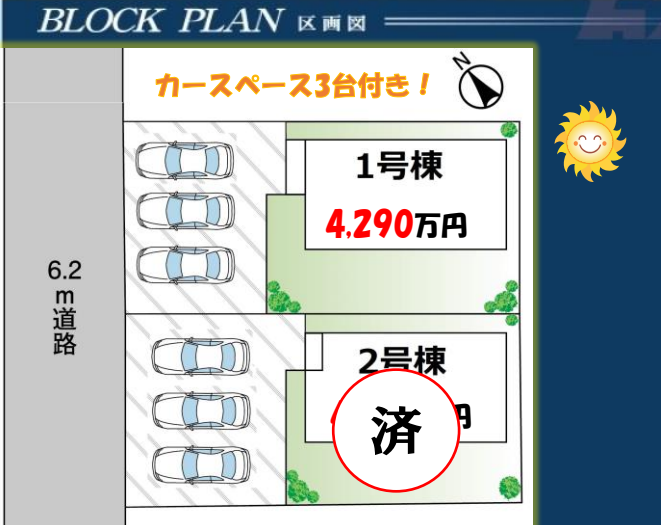 BLOCK PLAN 区画図
カースペース3台付き！
N
1号棟
4,290万円
6.2
m
道
路
2号棟
済
円